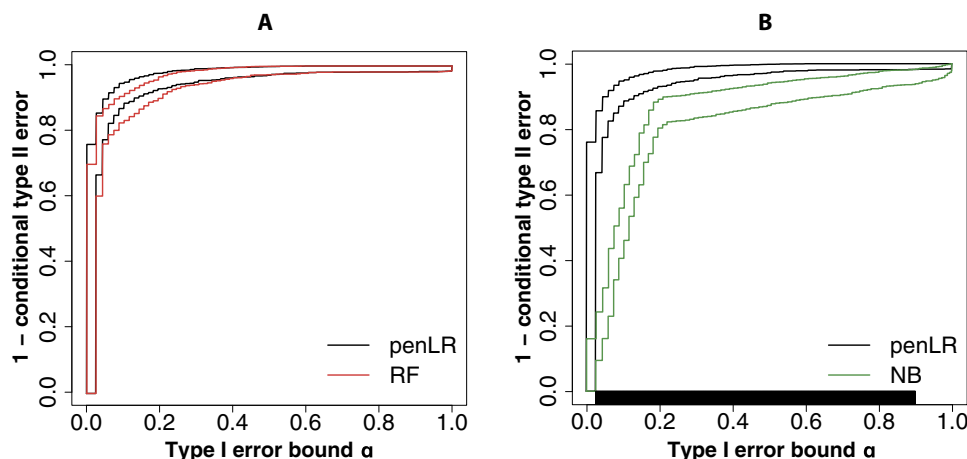 A
B
1 − conditional type II error
1.0
0.8
0.6
0.4
0.2
0.0
penLR
RF
0.0 0.2 0.4 0.6 0.8 1.0
Type I error bound α
1 − conditional type II error
1.0
0.8
0.6
0.4
0.2
0.0
penLR
NB
0.0 0.2 0.4 0.6 0.8 1.0
Type I error bound α